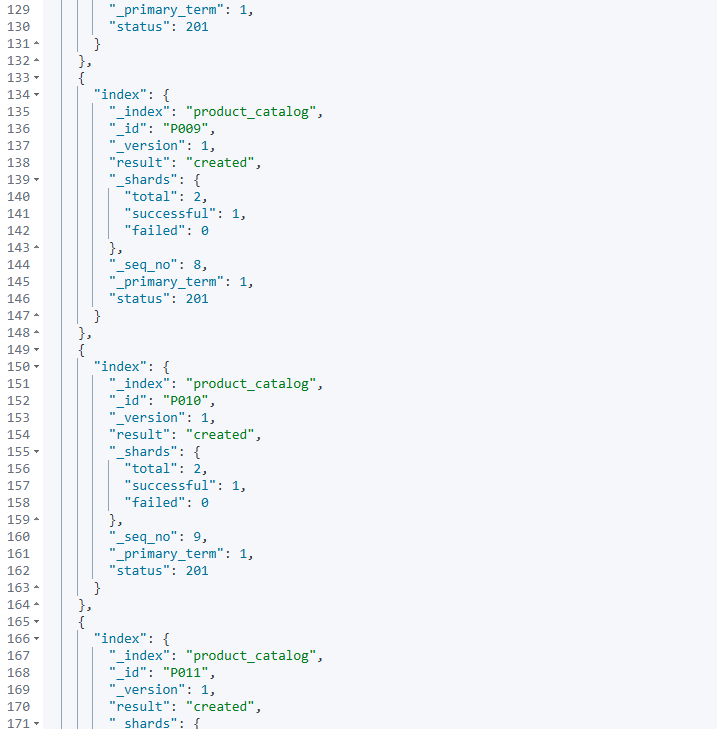 129 "_primary_term": 1,
130 "status": 201
131 }
132 },
133 {
134 "index": {
135 "_index": "product_catalog",
136 "_id": "P009",
137 "_version": 1,
138 "result": "created",
139 "_shards": {
140 "total": 2,
141 "successful": 1,
142 "failed": 0
143 },
144 "_seq_no": 8,
145 "_primary_term": 1,
146 "status": 201
147 }
148 },
149 {
150 "index": {
151 "_index": "product_catalog",
152 "_id": "P010",
153 "_version": 1,
154 "result": "created",
155 "_shards": {
156 "total": 2,
157 "successful": 1,
158 "failed": 0
159 },
160 "_seq_no": 9,
161 "_primary_term": 1,
162 "status": 201
163 }
164 },
165 {
166 "index": {
167 "_index": "product_catalog",
168 "_id": "P011",
169 "_version": 1,
170 "result": "created",
171 "_shards": {